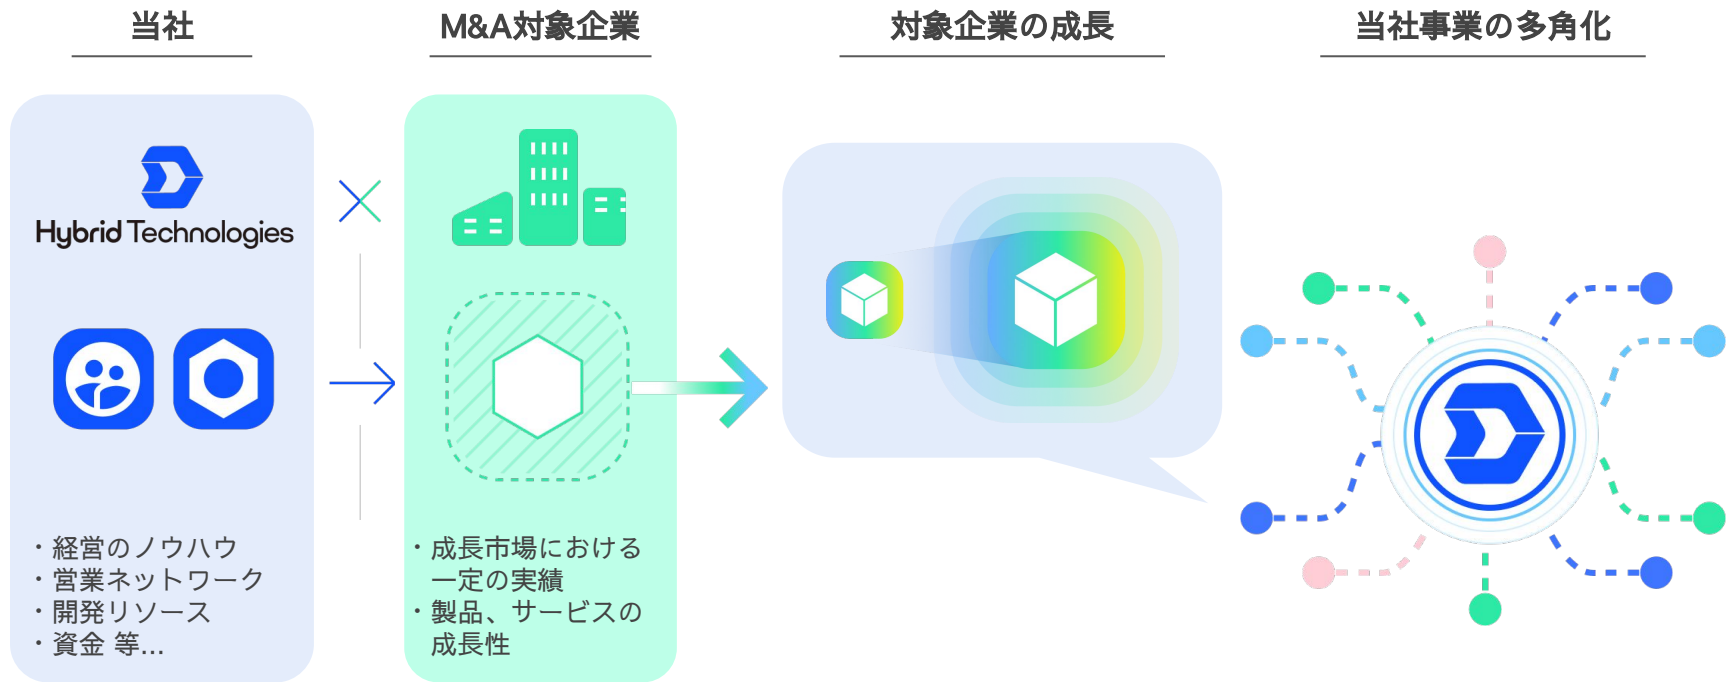 当社
M&A対象企業
対象企業の成長
当社事業の多角化
Hybrid Technologies
・経営のノウハウ
・営業ネットワーク
・開発リソース
・資金 等...
・成長市場における
一定の実績
・製品、サービスの
成長性